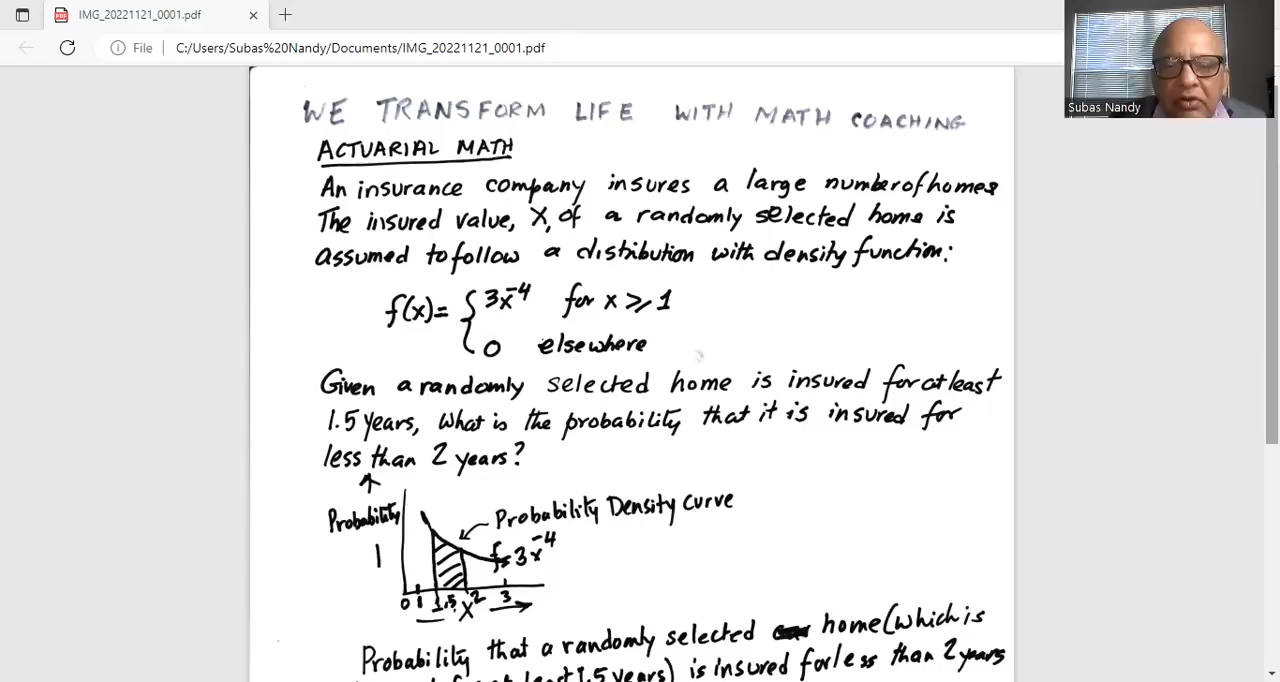 IMG_20221121_0001.pdf
File C:/Users/Subas%20Nandy/Documents/IMG_20221121_0001.pdf
Subas Nandy
WE TRANSFORM LIFE WITH MATH COACHING
ACTUARIAL MATH
An insurance company insures a large number of homes
The insured value, X, of a randomly selected home is
assumed to follow a distribution with density function:
f(x)= { 3x⁻⁴ for x ≥ 1
0 elsewhere
Given a randomly selected home is insured for at least
1.5 years, What is the probability that it is insured for
less than 2 years?
Probability
Probability Density Curve
f=3x⁻⁴
1
0 1 1.5 2 3
X
Probability that a randomly selected home (which is
at least 1.5 years) is insured for less than 2 years